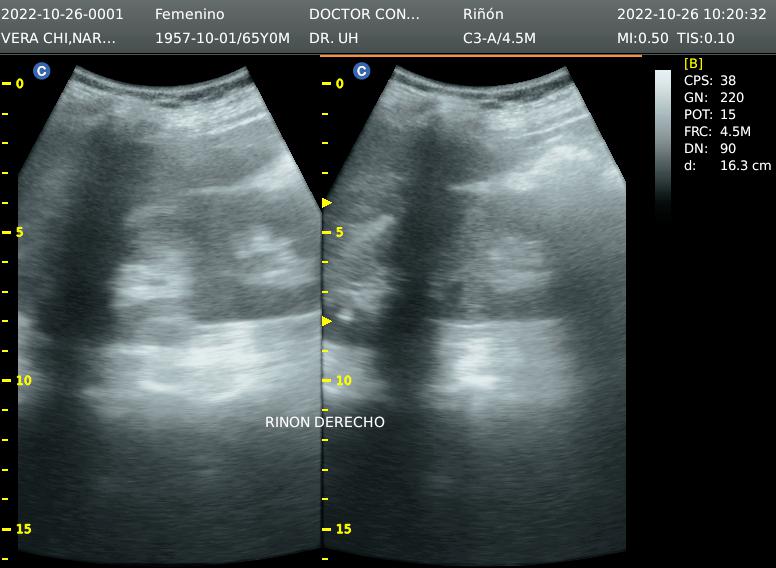 2022-10-26-0001 Femenino DOCTOR CON... Riñón 2022-10-26 10:20:32
VERA CHI,NAR... 1957-10-01/65Y0M DR. UH C3-A/4.5M MI:0.50 TIS:0.10
C C
[B]
CPS: 38
GN: 220
POT: 15
FRC: 4.5M
DN: 90
d: 16.3 cm
0 0
5 5
10 10
RINON DERECHO
15 15